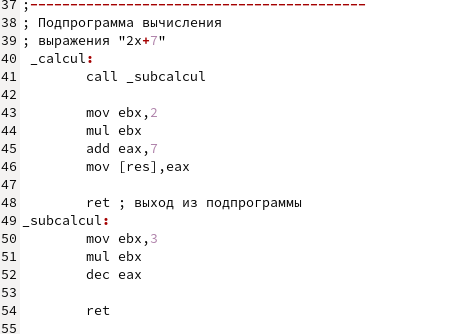 37 ;------------------------------------------
38 ; Подпрограмма вычисления
39 ; выражения "2x+7"
40 _calcul:
41 call _subcalcul
42
43 mov ebx,2
44 mul ebx
45 add eax,7
46 mov [res],eax
47
48 ret ; выход из подпрограммы
49 _subcalcul:
50 mov ebx,3
51 mul ebx
52 dec eax
53
54 ret
55